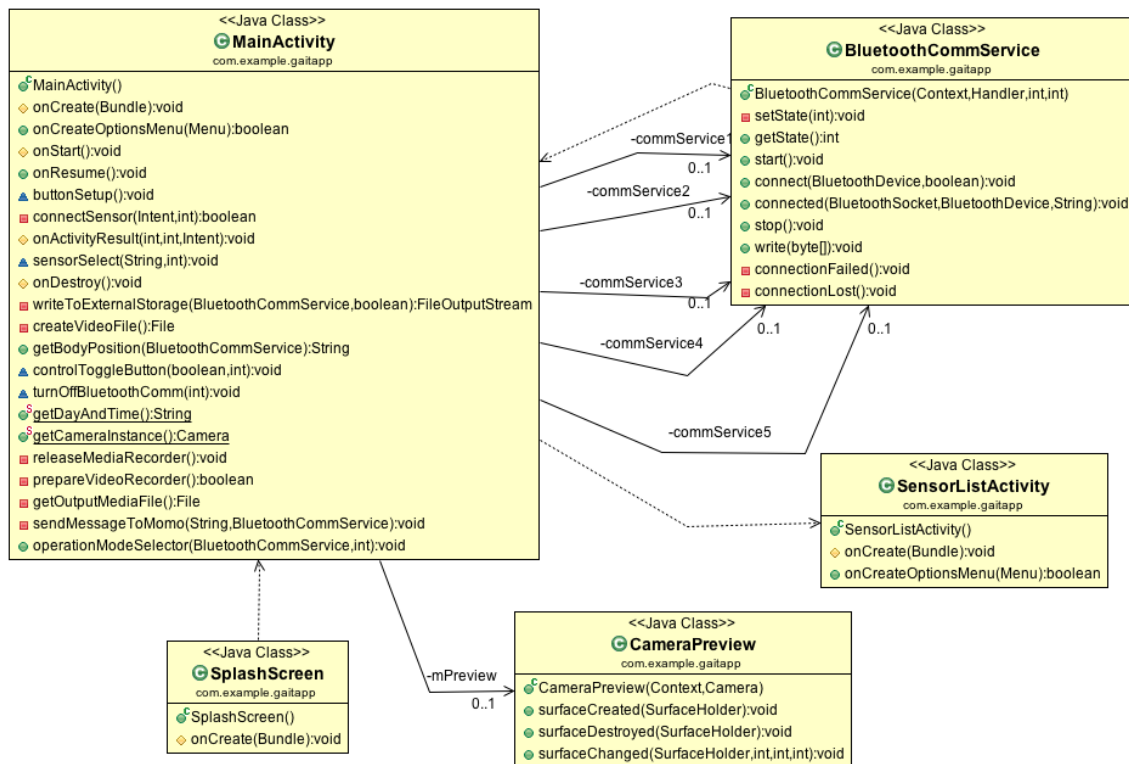 <<Java Class>>
MainActivity
com.example.gaitapp
MainActivity()
onCreate(Bundle):void
onCreateOptionsMenu(Menu):boolean
onStart():void
onResume():void
buttonSetup():void
connectSensor(Intent,int):boolean
onActivityResult(int,int,Intent):void
sensorSelect(String,int):void
onDestroy():void
writeToExternalStorage(BluetoothCommService,boolean):FileOutputStream
createVideoFile():File
getBodyPosition(BluetoothCommService):String
controlToggleButton(boolean,int):void
turnOffBluetoothComm(int):void
getDayAndTime():String
getCameraInstance():Camera
releaseMediaRecorder():void
prepareVideoRecorder():boolean
getOutputMediaFile():File
sendMessageToMomo(String,BluetoothCommService):void
operationModeSelector(BluetoothCommService,int):void
-commService1
0..1
-commService2
0..1
-commService3
0..1
-commService4
0..1
-commService5
0..1
<<Java Class>>
BluetoothCommService
com.example.gaitapp
BluetoothCommService(Context,Handler,int,int)
setState(int):void
getState():int
start():void
connect(BluetoothDevice,boolean):void
connected(BluetoothSocket,BluetoothDevice,String):void
stop():void
write(byte[]):void
connectionFailed():void
connectionLost():void
<<Java Class>>
SensorListActivity
com.example.gaitapp
SensorListActivity()
onCreate(Bundle):void
onCreateOptionsMenu(Menu):boolean
<<Java Class>>
SplashScreen
com.example.gaitapp
SplashScreen()
onCreate(Bundle):void
-mPreview
0..1
<<Java Class>>
CameraPreview
com.example.gaitapp
CameraPreview(Context,Camera)
surfaceCreated(SurfaceHolder):void
surfaceDestroyed(SurfaceHolder):void
surfaceChanged(SurfaceHolder,int,int,int):void